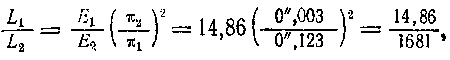 L₁/L₂ = E₁/E₂ (π₂/π₁)² = 14,86 (0″,003/0″,123)² = 14,86/1681,